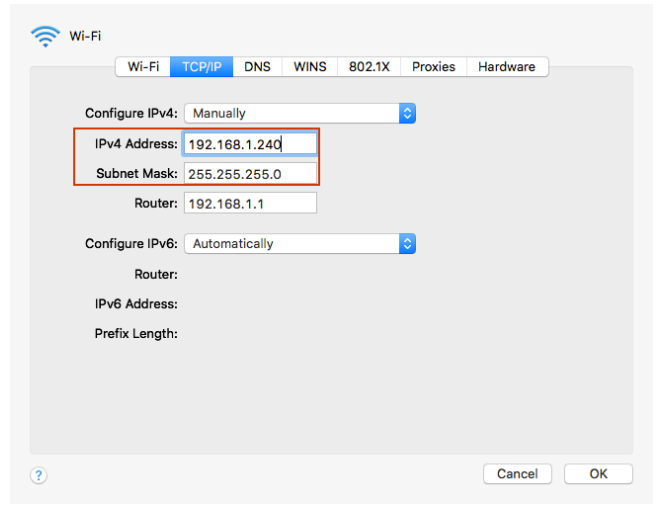 Wi-Fi
Wi-Fi TCP/IP DNS WINS 802.1X Proxies Hardware
Configure IPv4: Manually
IPv4 Address: 192.168.1.240
Subnet Mask: 255.255.255.0
Router: 192.168.1.1
Configure IPv6: Automatically
Router:
IPv6 Address:
Prefix Length:
? Cancel OK